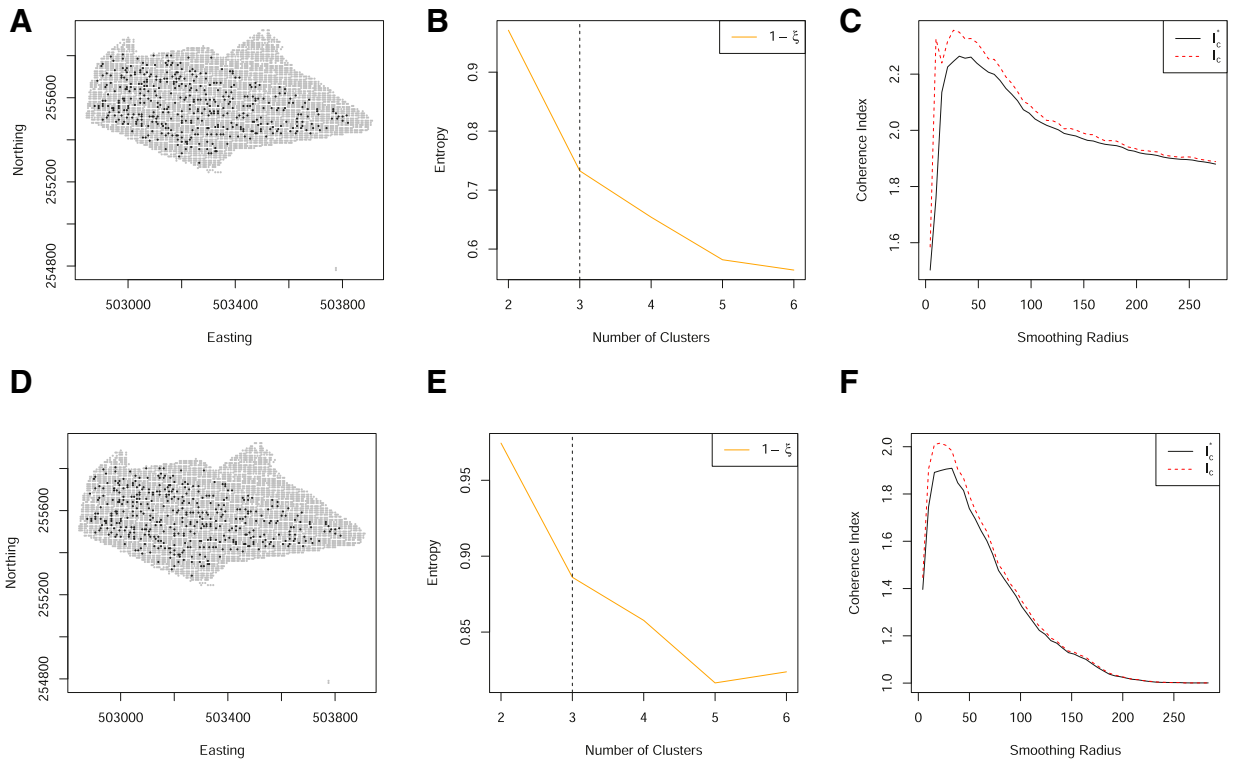 A
Northing
254800
255200
255600
503000
503400
503800
Easting
B
Entropy
0.6
0.7
0.8
0.9
1 − ξ
2
3
4
5
6
Number of Clusters
C
Coherence Index
1.6
1.8
2.0
2.2
I*c
Ic
0
50
100
150
200
250
Smoothing Radius
D
Northing
254800
255200
255600
503000
503400
503800
Easting
E
Entropy
0.85
0.90
0.95
1 − ξ
2
3
4
5
6
Number of Clusters
F
Coherence Index
1.0
1.2
1.4
1.6
1.8
2.0
I*c
Ic
0
50
100
150
200
250
Smoothing Radius